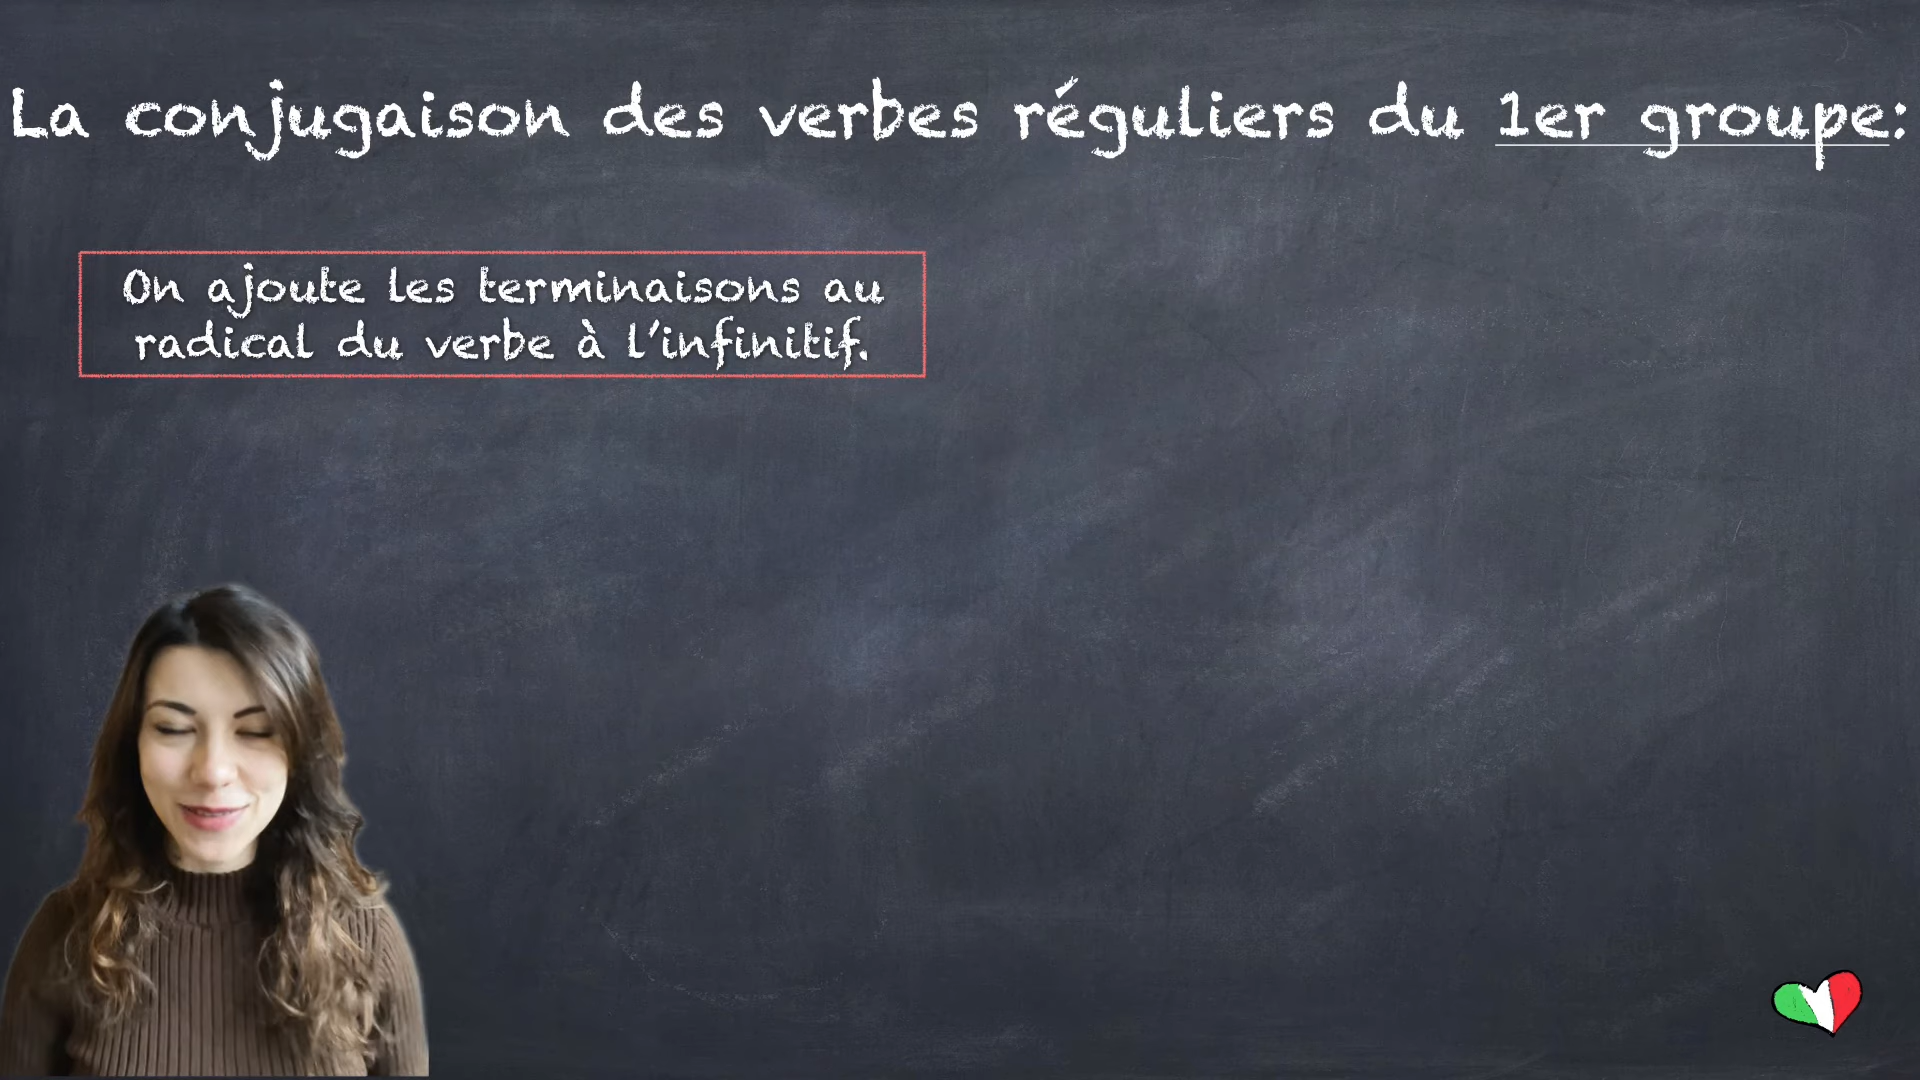 La conjugaison des verbes réguliers du 1er groupe:
On ajoute les terminaisons au
radical du verbe à l'infinitif.